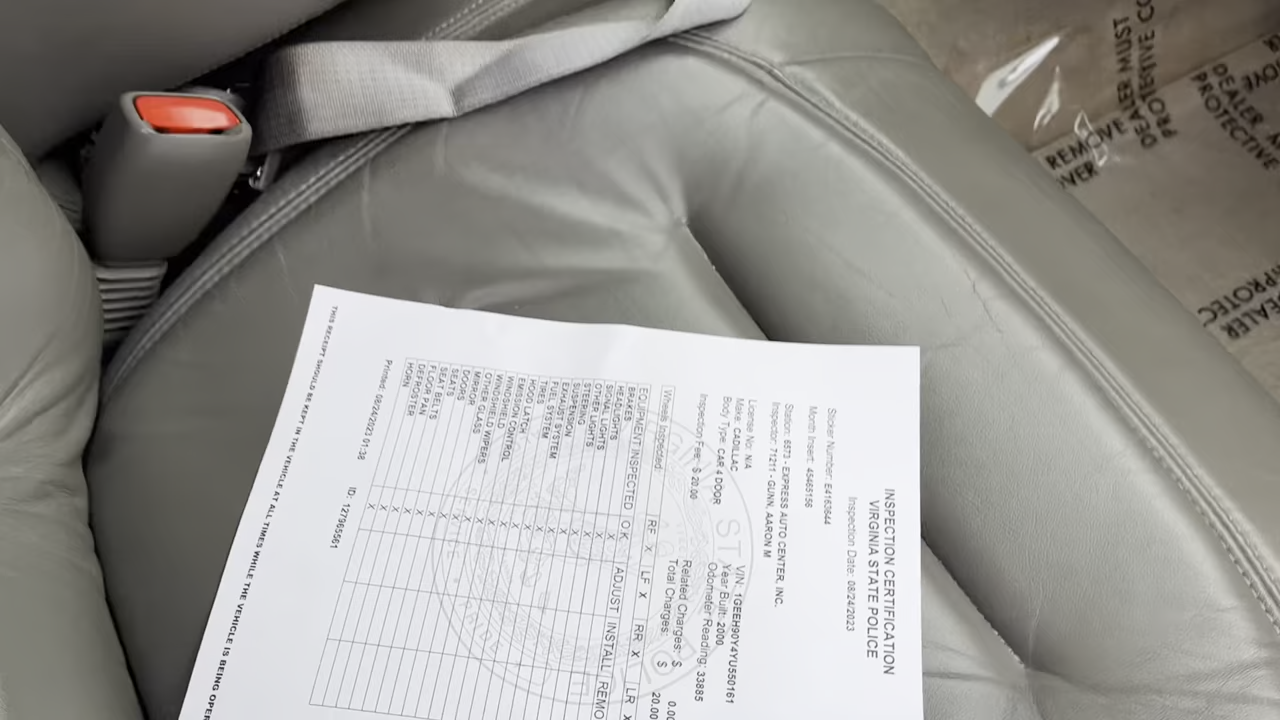 INSPECTION CERTIFICATION
VIRGINIA STATE POLICE
Sticker Number: E4163644 Inspection Date: 08/24/2023
Month Insert: 45465156
Station: 6573 - EXPRESS AUTO CENTER, INC.
Inspector: 71211 - GUNN, AARON M
License No: N/A VIN: 1GEEH90Y4YU550161
Make: CADILLAC Year Built: 2000
Body Type: CAR 4 DOOR Odometer Reading: 33885
Inspection Fee: $ 20.00 Related Charges: $ 0.00
Total Charges: $ 20.00
Wheels Inspected: RF X LF X RR X LR X
EQUIPMENT INSPECTED OK ADJUST INSTALL REMO
BRAKES X
HEADLIGHTS X
SIGNAL LIGHTS X
OTHER LIGHTS X
STEERING X
SUSPENSION X
EXHAUST SYSTEM X
FUEL SYSTEM X
TIRES X
HOOD LATCH X
EMISSION CONTROL X
WINDSHIELD X
WINDSHIELD WIPERS X
OTHER GLASS X
MIRROR X
DOORS X
SEATS X
SEAT BELTS X
FLOOR PAN X
DEFROSTER X
HORN X
Printed: 08/24/2023 01:38 ID: 127965561
THIS RECEIPT SHOULD BE KEPT IN THE VEHICLE AT ALL TIMES WHILE THE VEHICLE IS BEING OPER
DEALER MUST
PROTECTIVE CO
REMOVE
OVER
DEALER
PROTECTIVE
OVE
EALER
PROTEC